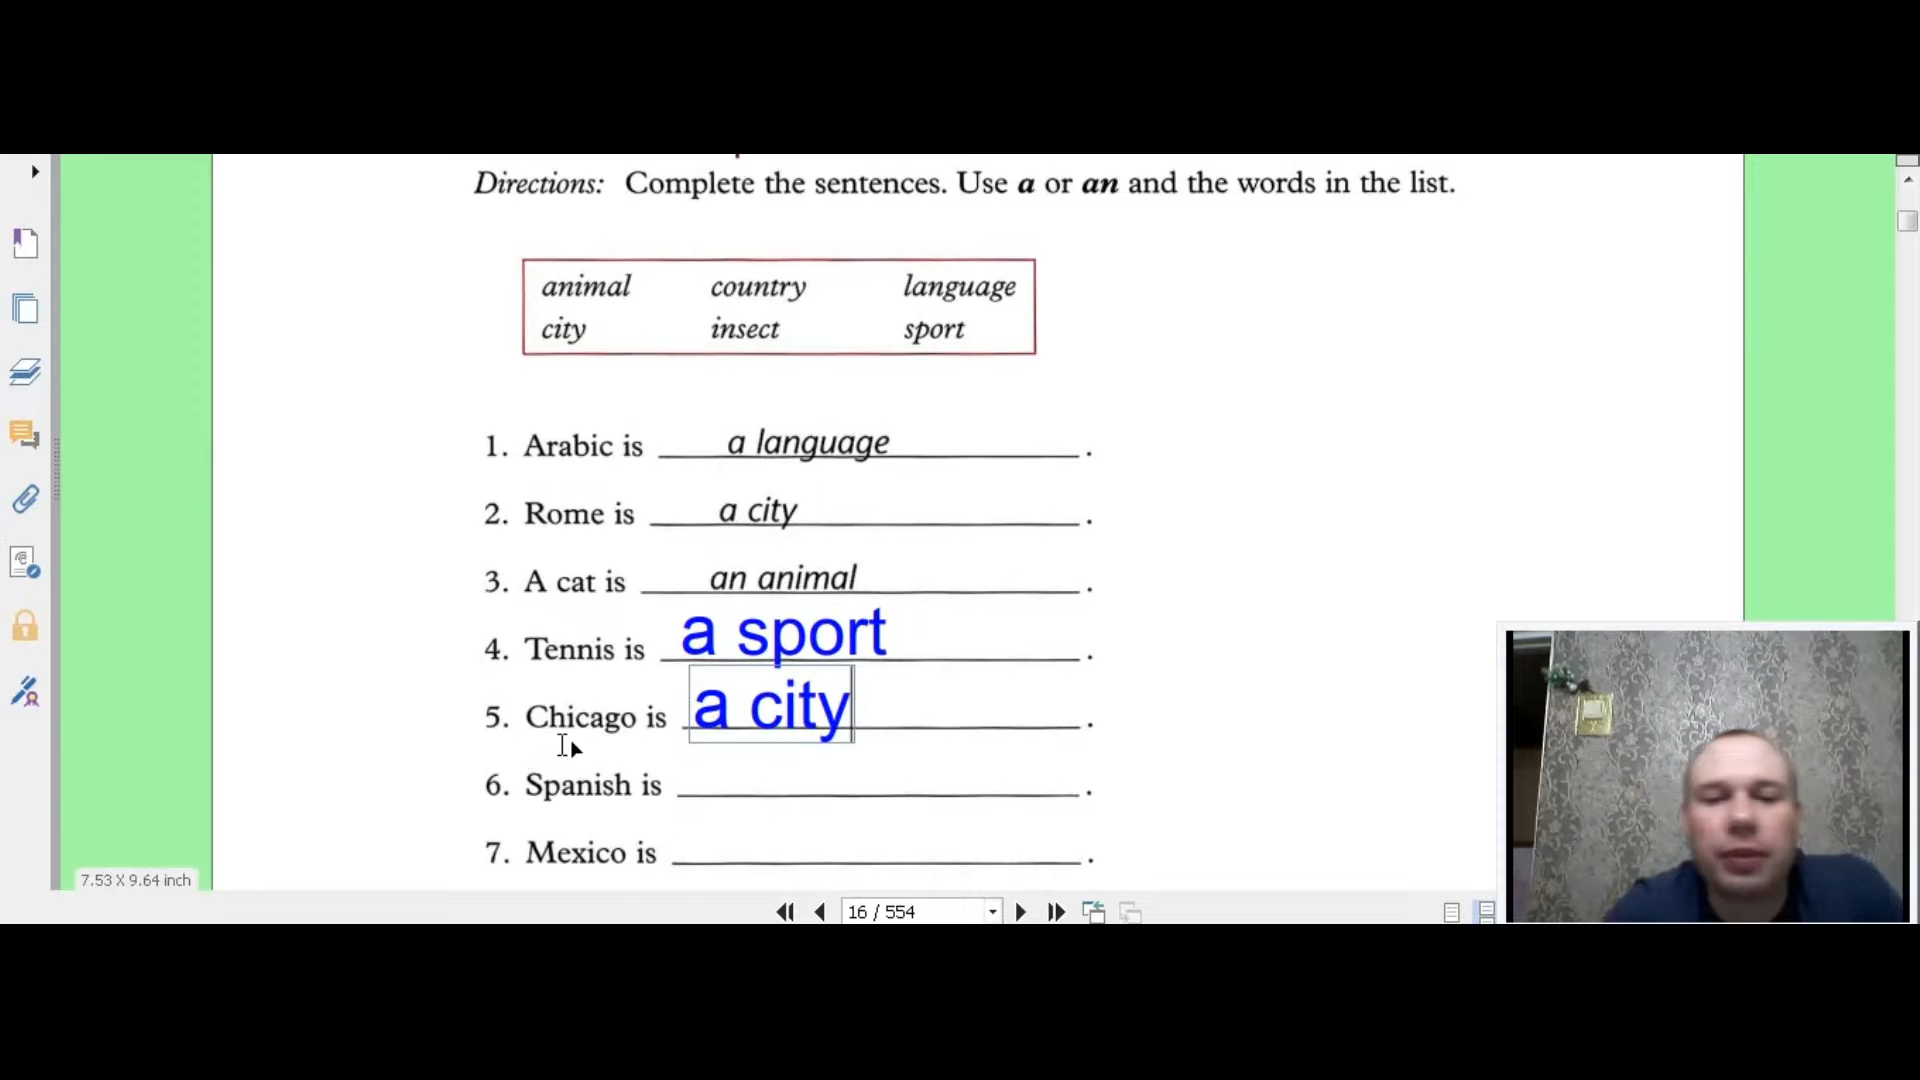 Directions: Complete the sentences. Use a or an and the words in the list.
animal country language
city insect sport
1. Arabic is a language .
2. Rome is a city .
3. A cat is an animal .
4. Tennis is a sport .
5. Chicago is a city .
6. Spanish is .
7. Mexico is .
7.53 X 9.64 inch
16 / 554